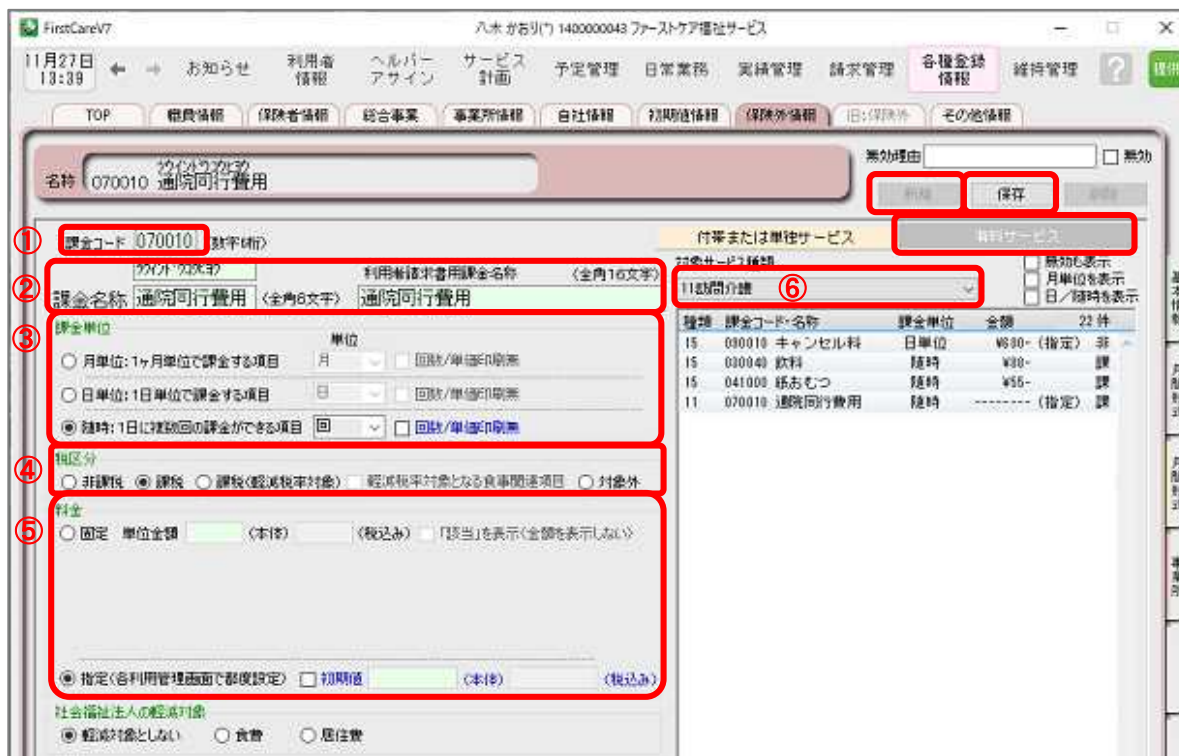 FirstCareV7 八木 かおり(*) 1400000043 ファーストケア福祉サービス
11月27日 13:39 お知らせ 利用者情報 ヘルパーアサイン サービス計画 予定管理 日常業務 実績管理 請求管理 各種登録情報 維持管理 ? 提供
TOP 保険者情報 総合事業 事業所情報 自社情報 初期値情報 保険外情報 旧:保険外 その他情報
無効理由 無効
名称 070010 通院同行費用
保存
① 課金コード 070010 (数字6桁)
付帯または単独サービス 有料サービス
対象サービス種類 無効も表示
11訪問介護 ⑥ 月単位を表示
日/随時を表示
② 利用者請求書用課金名称 (全角16文字)
課金名称 通院同行費用 (全角6文字) 通院同行費用
種類 課金コード・名称 課金単位 金額 22 件
15 090010 キャンセル料 日単位 (指定) 非
15 030040 飲料 随時 課
15 041000 紙おむつ 随時 ¥55- 課
11 070010 通院同行費用 随時 -------- (指定) 課
③ 課金単位 単位
月単位:1ヶ月単位で課金する項目 月 回数/単価印刷無
日単位:1日単位で課金する項目 日 回数/単価印刷無
随時:1日に複数回の課金ができる項目 回 回数/単価印刷無
④ 税区分
非課税 課税 課税(軽減税率対象) 軽減税率対象となる食事関連項目 対象外
⑤ 料金
固定 単位金額 (本体) (税込み) 「該当」を表示(金額を表示しない)
指定(各利用管理画面で都度設定) 初期値 (本体) (税込み)
社会福祉法人の軽減対象
軽減対象としない 食費 居住費